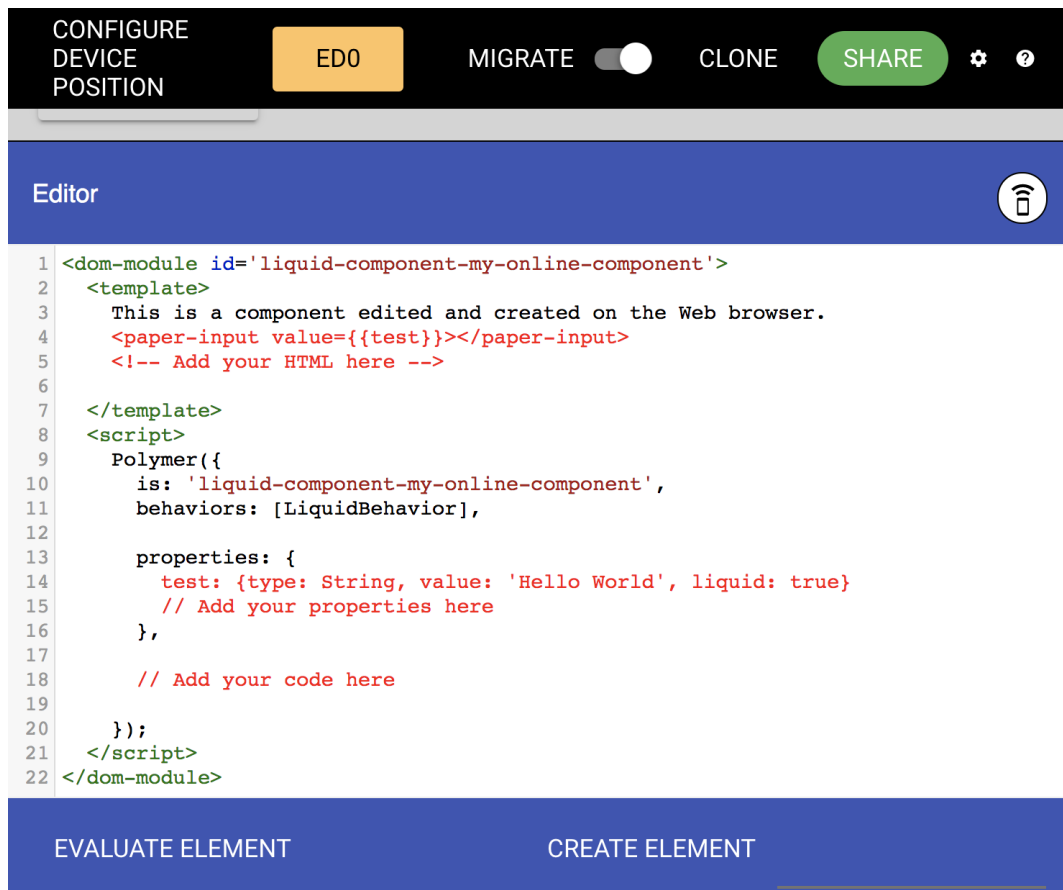 CONFIGURE
DEVICE
POSITION
ED0
MIGRATE
CLONE
SHARE
?
Editor
1 <dom-module id='liquid-component-my-online-component'>
2   <template>
3     This is a component edited and created on the Web browser.
4     <paper-input value={{test}}></paper-input>
5     <!-- Add your HTML here -->
6
7   </template>
8   <script>
9     Polymer({
10       is: 'liquid-component-my-online-component',
11       behaviors: [LiquidBehavior],
12
13       properties: {
14         test: {type: String, value: 'Hello World', liquid: true}
15         // Add your properties here
16       },
17
18       // Add your code here
19
20     });
21   </script>
22 </dom-module>
EVALUATE ELEMENT
CREATE ELEMENT